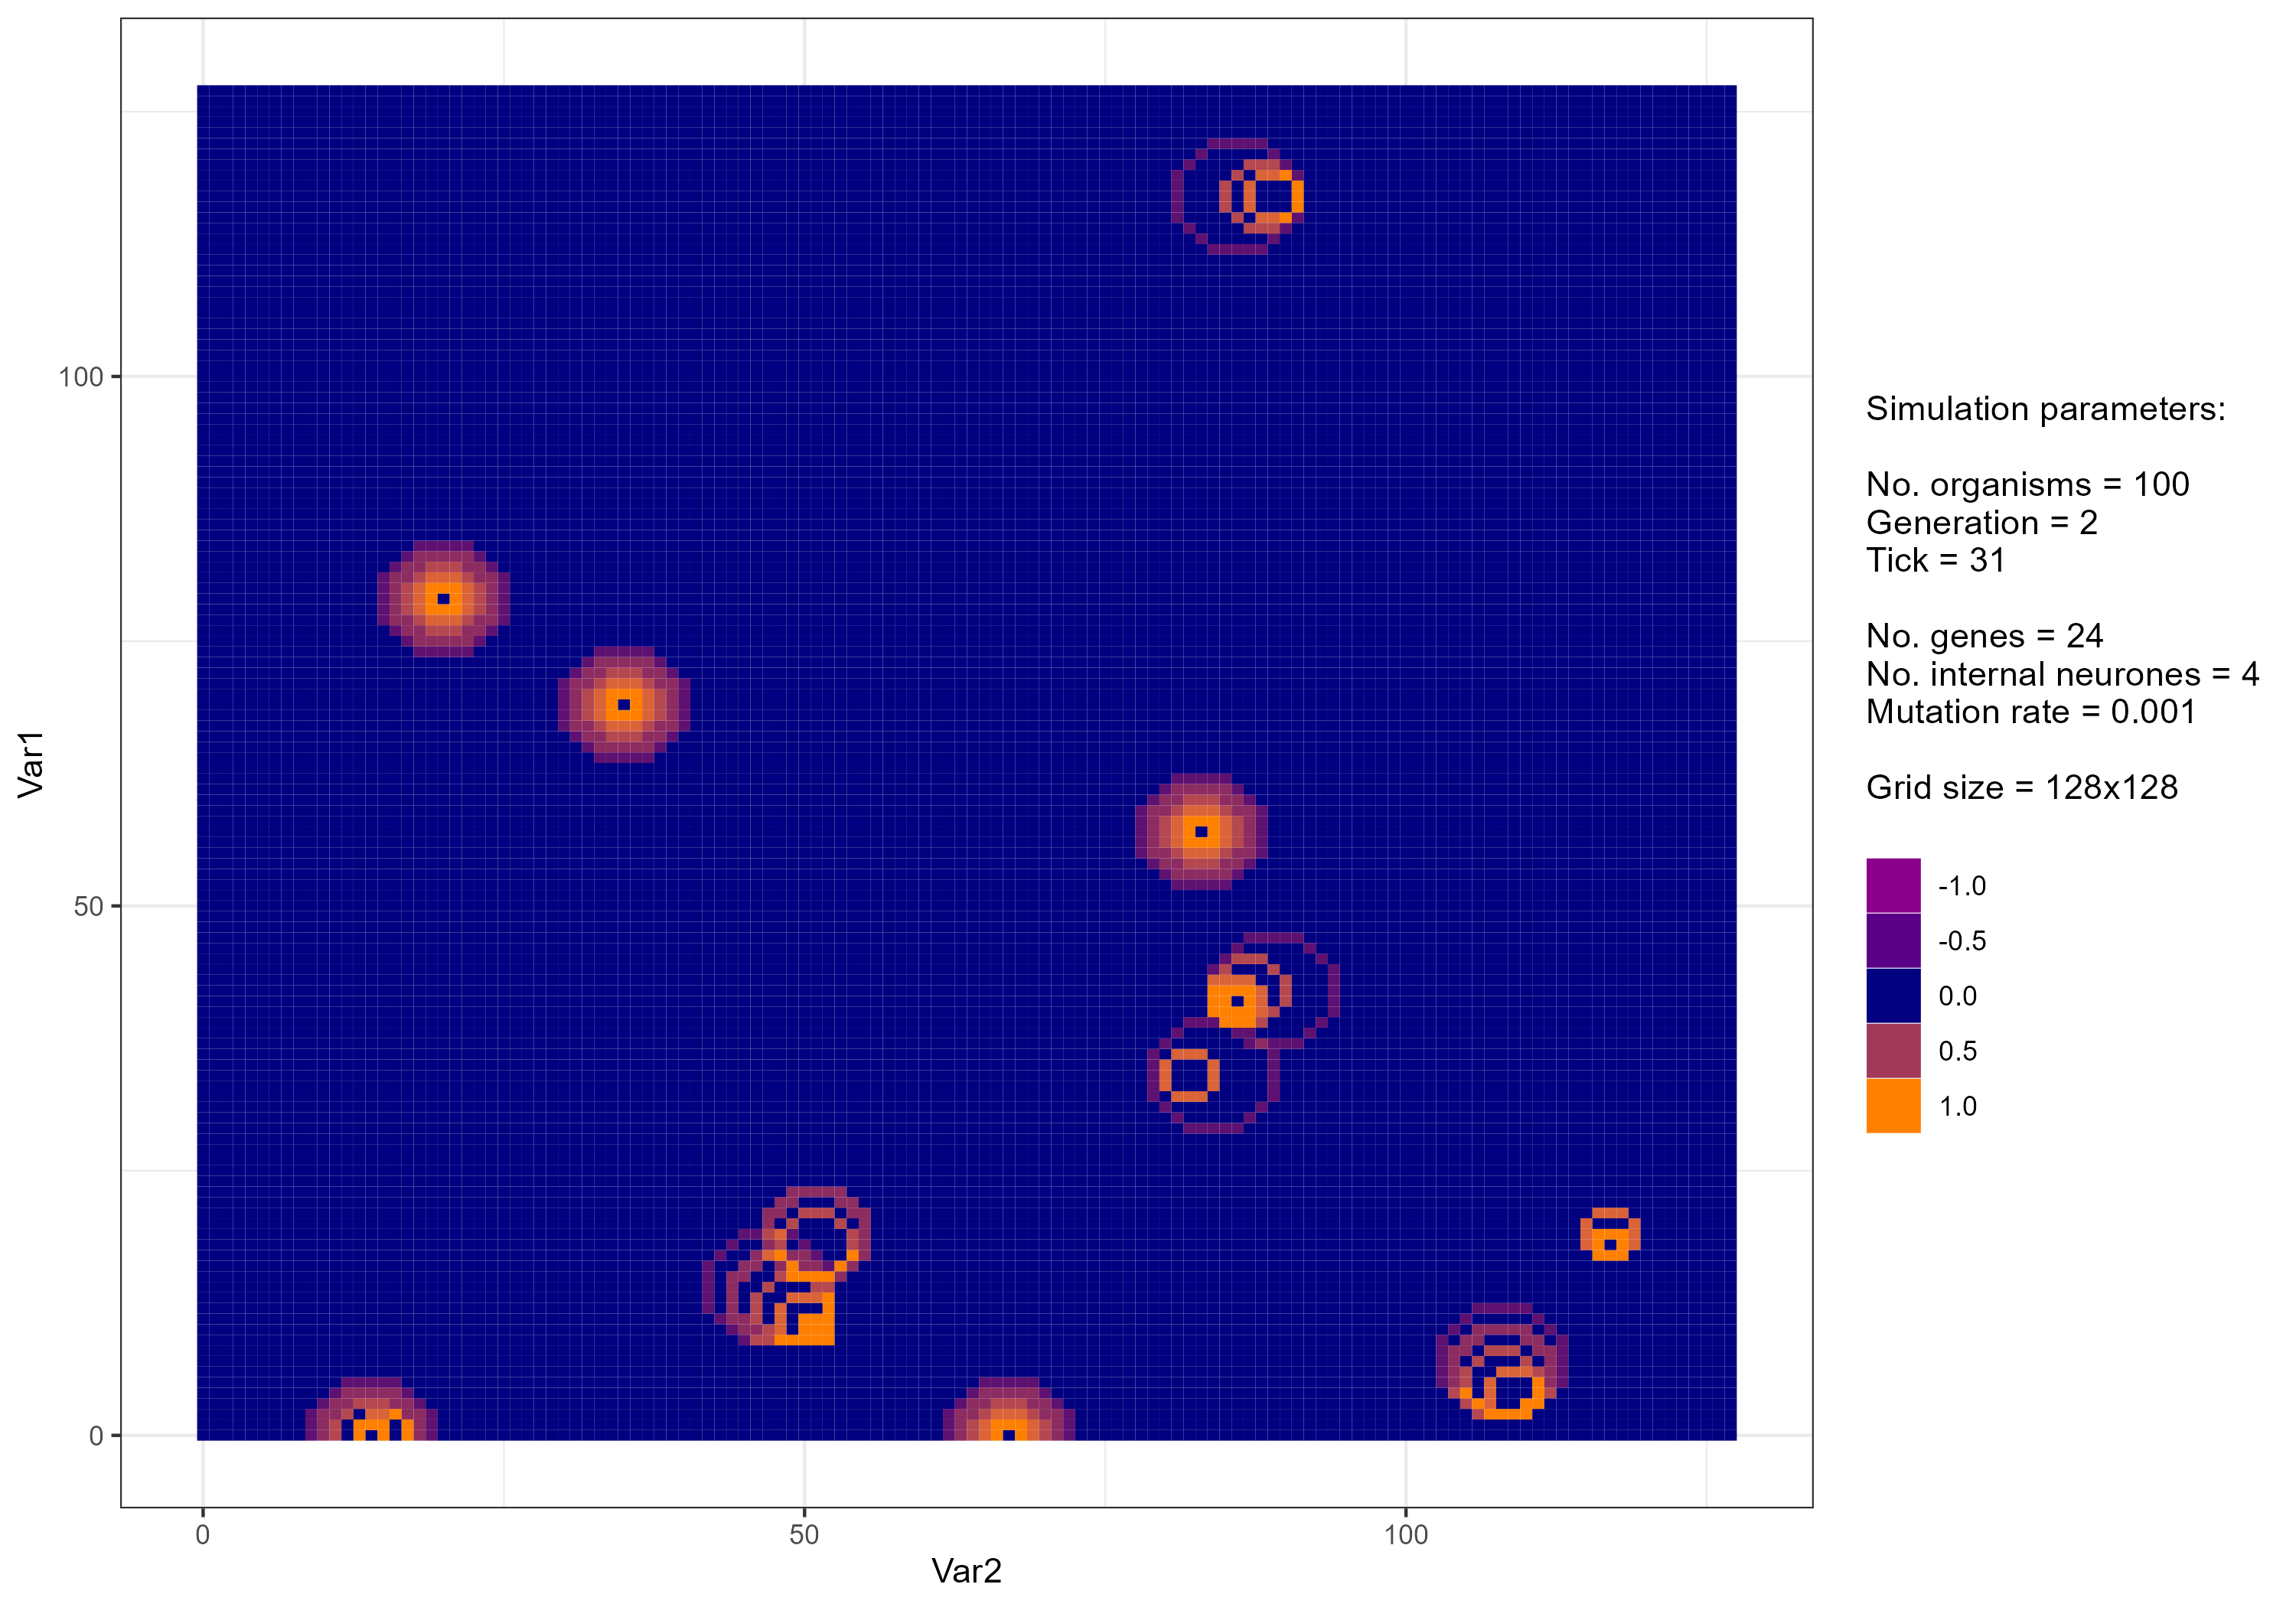 Var1
100
50
0
0
50
100
Var2
Simulation parameters:
No. organisms = 100
Generation = 2
Tick = 31
No. genes = 24
No. internal neurones = 4
Mutation rate = 0.001
Grid size = 128x128
-1.0
-0.5
0.0
0.5
1.0